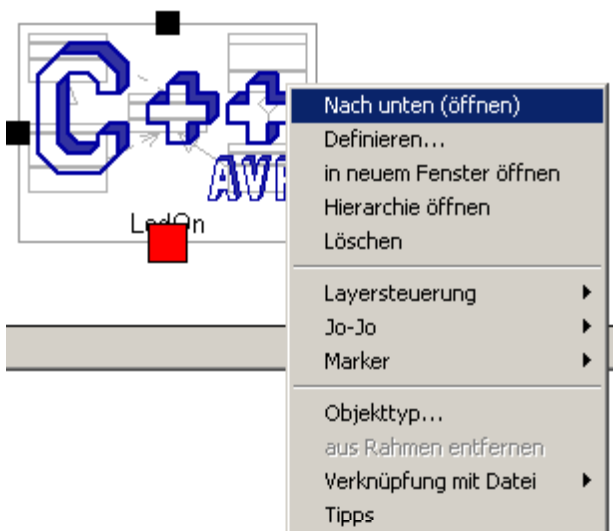 C++
AVR
LedOn
Nach unten (öffnen)
Definieren...
in neuem Fenster öffnen
Hierarchie öffnen
Löschen
Layersteuerung
Jo-Jo
Marker
Objekttyp...
aus Rahmen entfernen
Verknüpfung mit Datei
Tipps